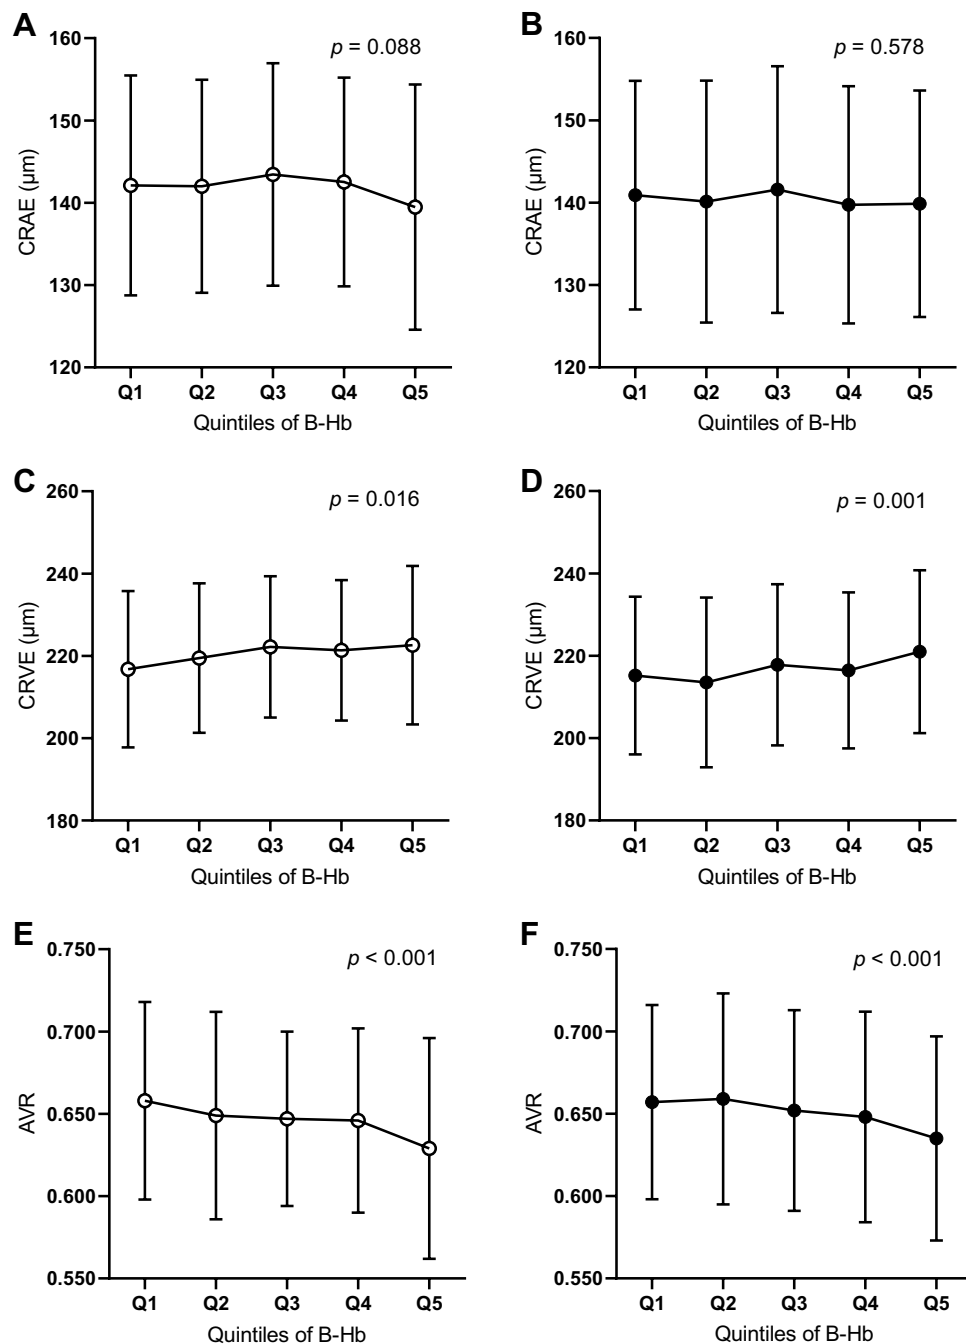 A
p = 0.088
160
150
140
130
120
CRAE (µm)
Q1 Q2 Q3 Q4 Q5
Quintiles of B-Hb
B
p = 0.578
160
150
140
130
120
CRAE (µm)
Q1 Q2 Q3 Q4 Q5
Quintiles of B-Hb
C
p = 0.016
260
240
220
200
180
CRVE (µm)
Q1 Q2 Q3 Q4 Q5
Quintiles of B-Hb
D
p = 0.001
260
240
220
200
180
CRVE (µm)
Q1 Q2 Q3 Q4 Q5
Quintiles of B-Hb
E
p < 0.001
0.750
0.700
0.650
0.600
0.550
AVR
Q1 Q2 Q3 Q4 Q5
Quintiles of B-Hb
F
p < 0.001
0.750
0.700
0.650
0.600
0.550
AVR
Q1 Q2 Q3 Q4 Q5
Quintiles of B-Hb